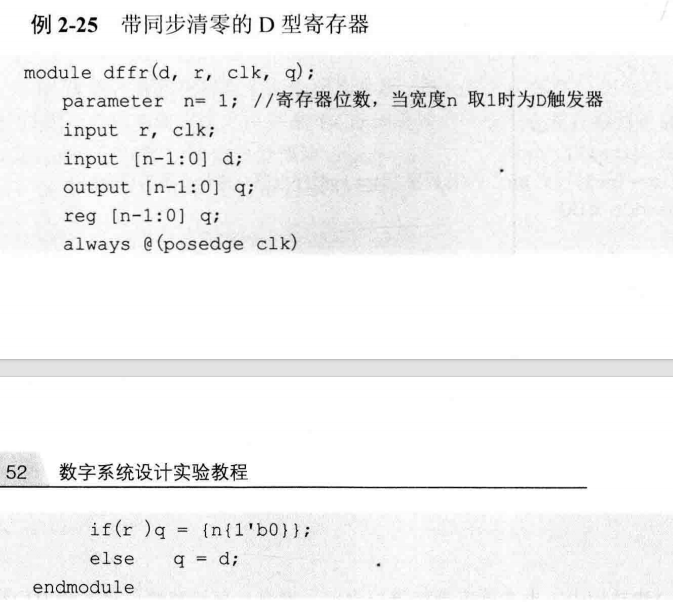 例 2-25 带同步清零的 D 型寄存器
module dffr(d, r, clk, q);
parameter n= 1; //寄存器位数，当宽度n 取1时为D触发器
input r, clk;
input [n-1:0] d;
output [n-1:0] q;
reg [n-1:0] q;
always @(posedge clk)
52 数字系统设计实验教程
if(r )q = {n{1'b0}};
else q = d;
endmodule